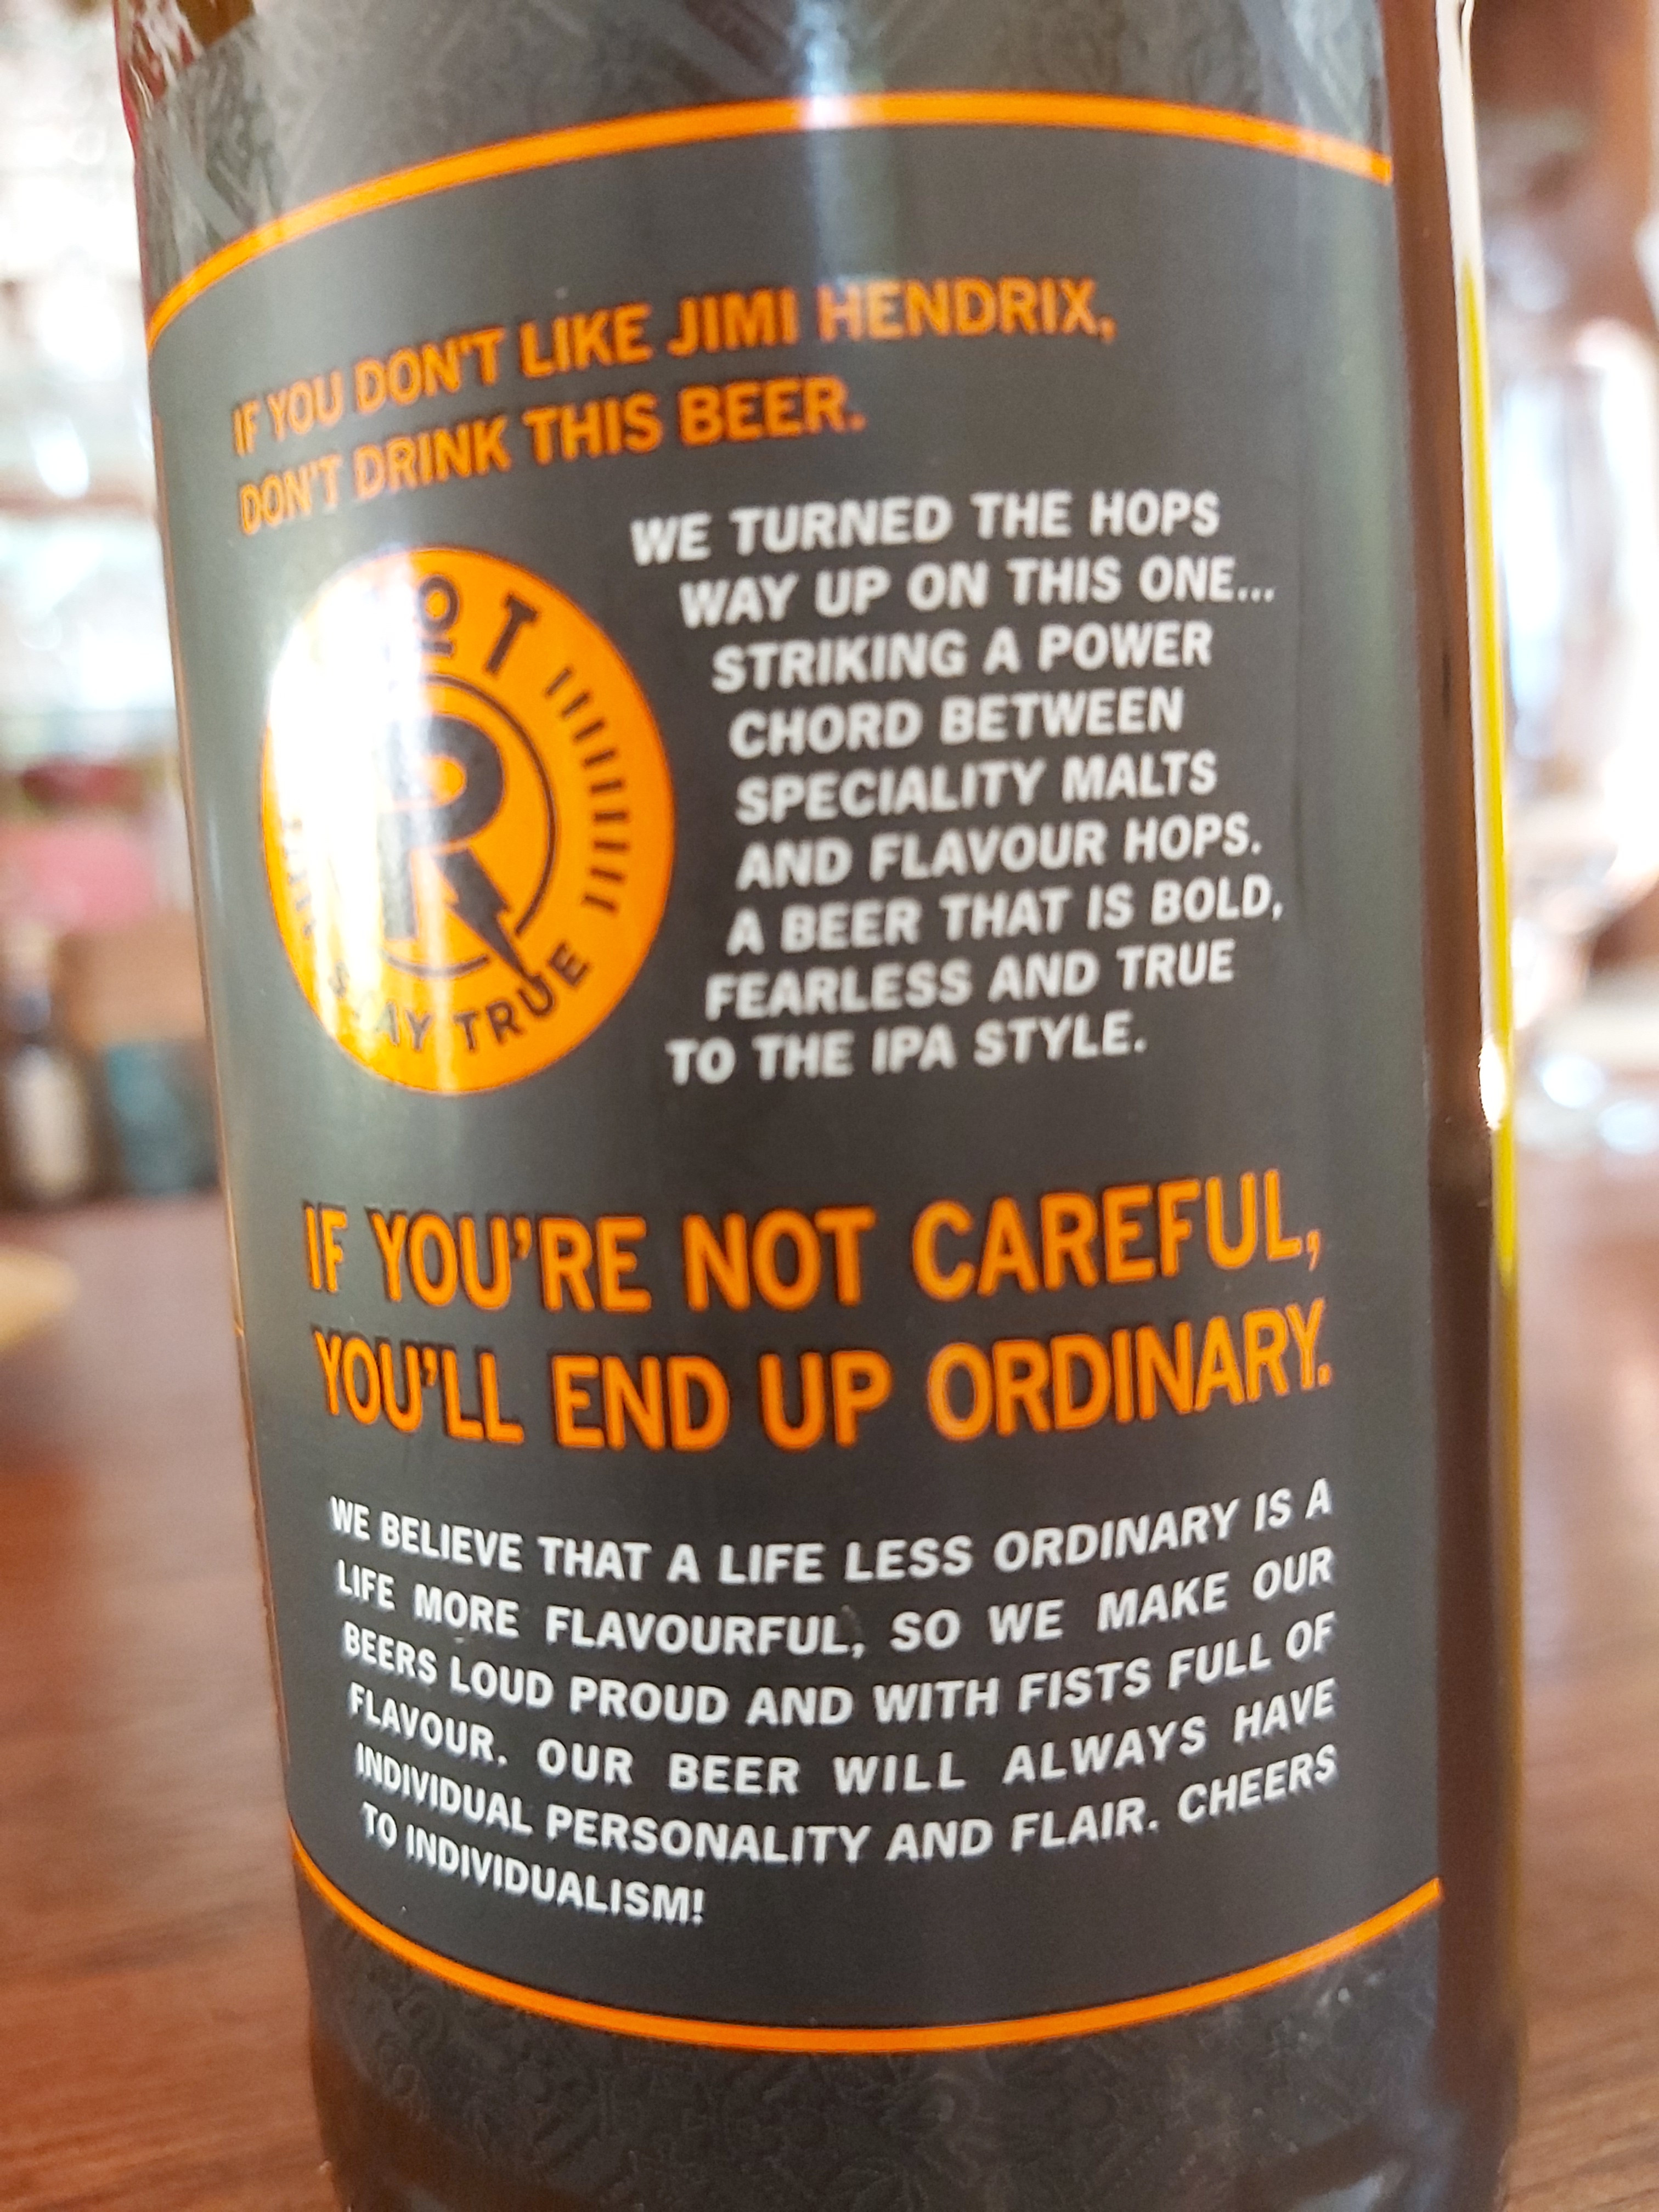 IF YOU DON'T LIKE JIMI HENDRIX,
DON'T DRINK THIS BEER.
WE TURNED THE HOPS
WAY UP ON THIS ONE...
STRIKING A POWER
CHORD BETWEEN
SPECIALITY MALTS
AND FLAVOUR HOPS.
A BEER THAT IS BOLD,
FEARLESS AND TRUE
TO THE IPA STYLE.
R
STAY TRUE
IF YOU'RE NOT CAREFUL,
YOU'LL END UP ORDINARY.
WE BELIEVE THAT A LIFE LESS ORDINARY IS A
LIFE MORE FLAVOURFUL, SO WE MAKE OUR
BEERS LOUD PROUD AND WITH FISTS FULL OF
FLAVOUR. OUR BEER WILL ALWAYS HAVE
INDIVIDUAL PERSONALITY AND FLAIR. CHEERS
TO INDIVIDUALISM!